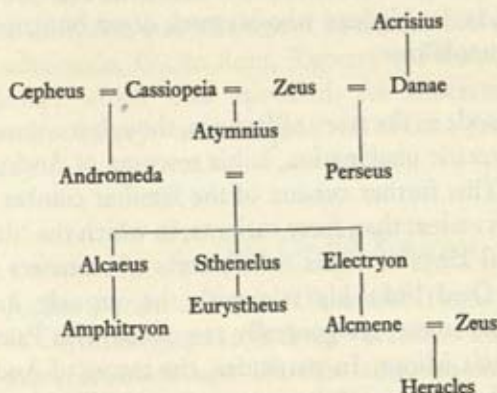 Acrisius
Cepheus = Cassiopeia = Zeus = Danae
Atymnius
Andromeda = Perseus
Alcaeus Sthenelus Electryon
Amphitryon Eurystheus Alcmene = Zeus
Heracles